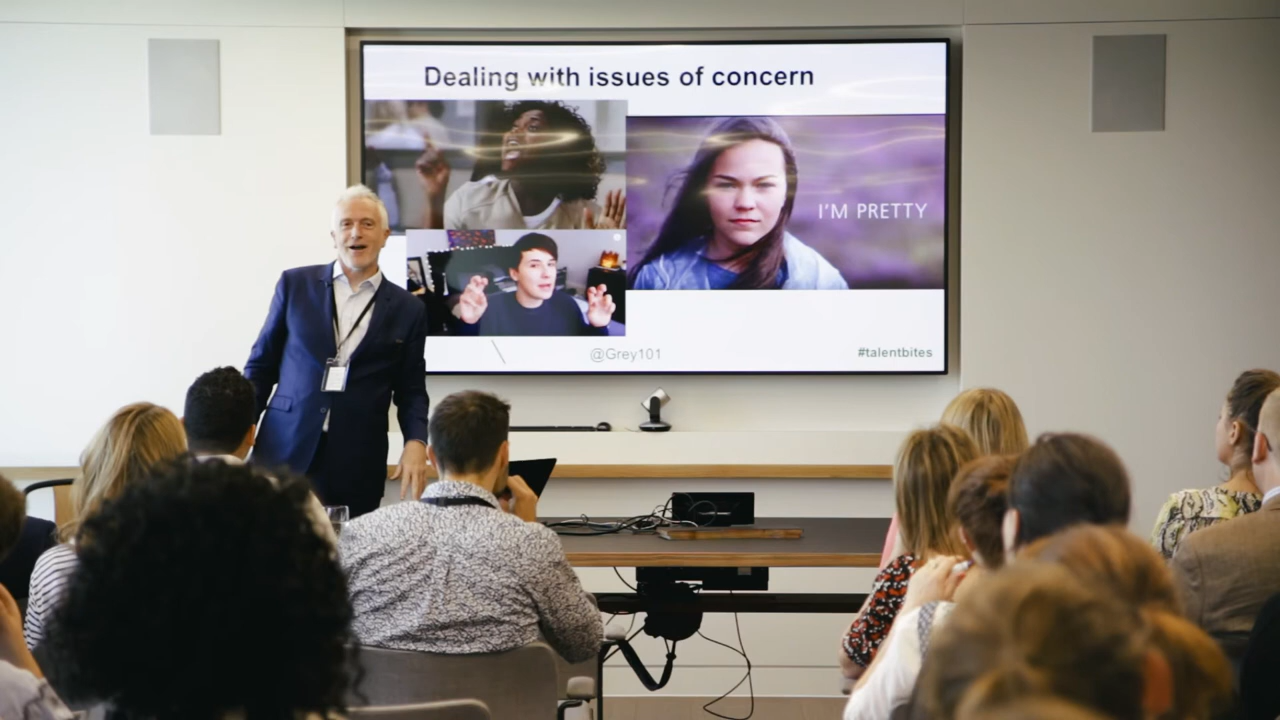 Dealing with issues of concern
I'M PRETTY
@Grey101
#talentbites